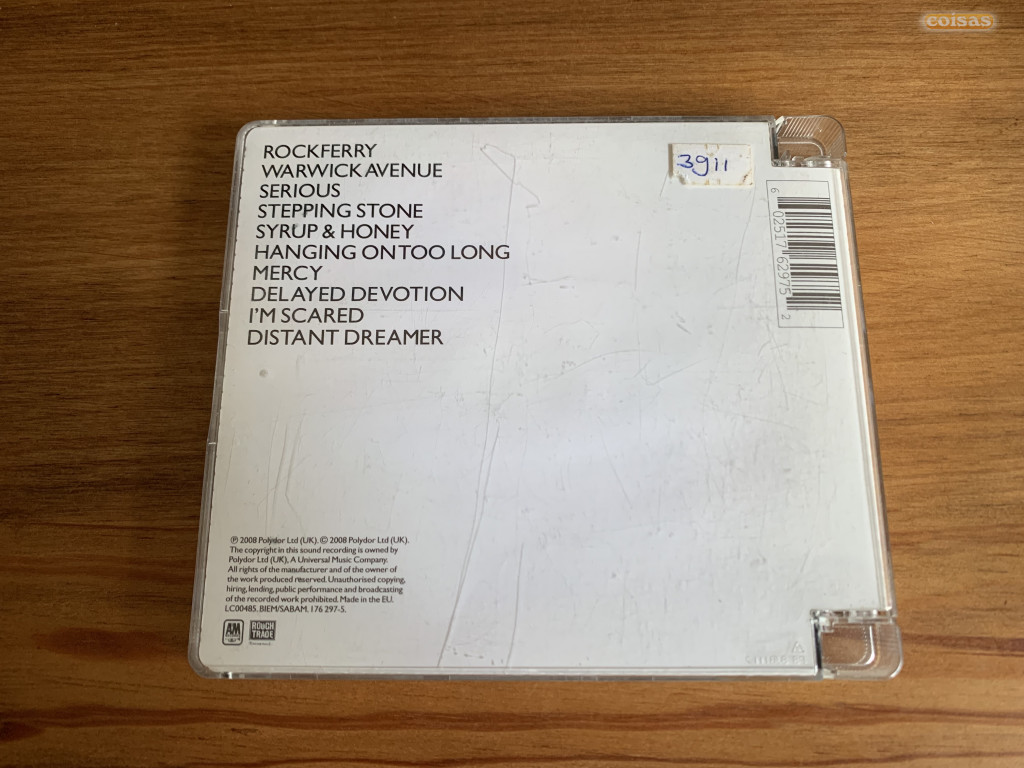 coisas
ROCKFERRY
WARWICK AVENUE
SERIOUS
STEPPING STONE
SYRUP & HONEY
HANGING ON TOO LONG
MERCY
DELAYED DEVOTION
I'M SCARED
DISTANT DREAMER
3911
6 02517 62975 2
℗ 2008 Polydor Ltd (UK). © 2008 Polydor Ltd (UK).
The copyright in this sound recording is owned by
Polydor Ltd (UK), A Universal Music Company.
All rights of the manufacturer and of the owner of
the work produced reserved. Unauthorised copying,
hiring, lending, public performance and broadcasting
of the recorded work prohibited. Made in the EU.
LC00485. BIEM/SABAM. 176 297-5.
AM
ROUGH
TRADE